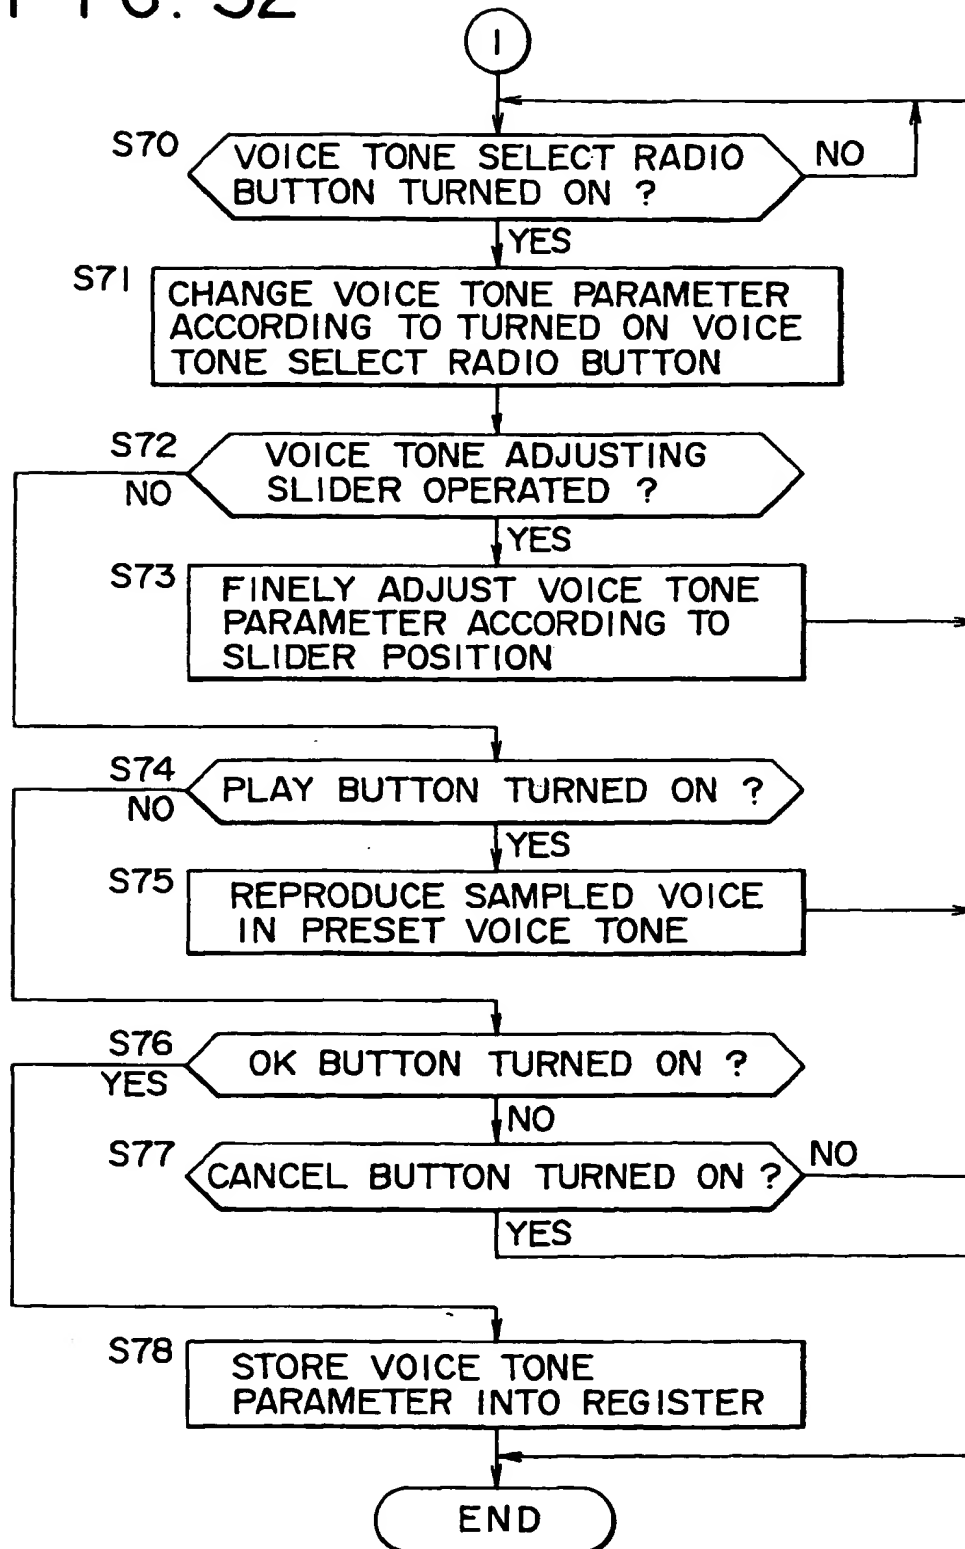 FIG. 32
1
S70
VOICE TONE SELECT RADIO
BUTTON TURNED ON ?
NO
YES
S71
CHANGE VOICE TONE PARAMETER
ACCORDING TO TURNED ON VOICE
TONE SELECT RADIO BUTTON
S72
VOICE TONE ADJUSTING
SLIDER OPERATED ?
NO
YES
S73
FINELY ADJUST VOICE TONE
PARAMETER ACCORDING TO
SLIDER POSITION
S74
PLAY BUTTON TURNED ON ?
NO
YES
S75
REPRODUCE SAMPLED VOICE
IN PRESET VOICE TONE
S76
OK BUTTON TURNED ON ?
YES
NO
S77
CANCEL BUTTON TURNED ON ?
NO
YES
S78
STORE VOICE TONE
PARAMETER INTO REGISTER
END